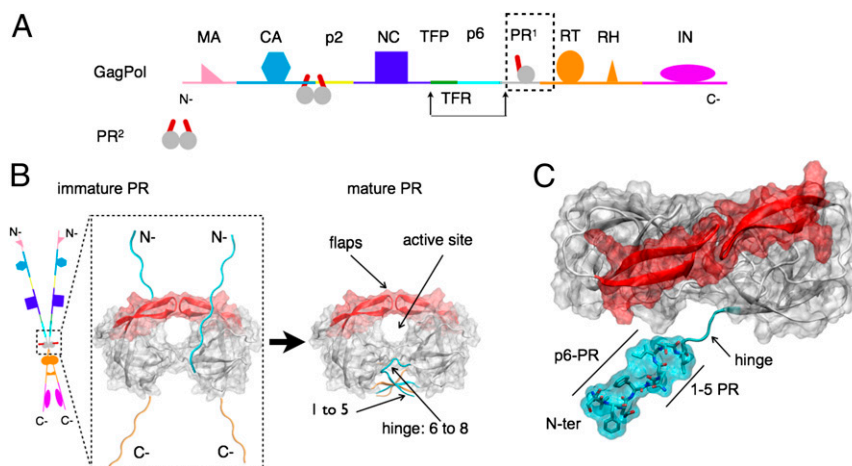 A
MA CA p2 NC TFP p6 PR¹ RT RH IN
GagPol
N-
C-
TFR
PR²
B
immature PR
mature PR
N- N-
N- N-
flaps
active site
C- C-
C- C-
1 to 5
hinge: 6 to 8
C
p6-PR
hinge
1-5 PR
N-ter